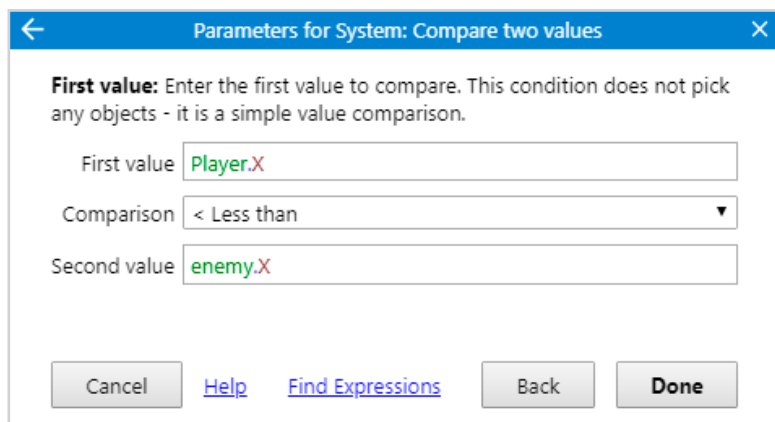 Parameters for System: Compare two values
First value: Enter the first value to compare. This condition does not pick
any objects - it is a simple value comparison.
First value Player.X
Comparison < Less than
Second value enemy.X
Cancel Help Find Expressions Back Done